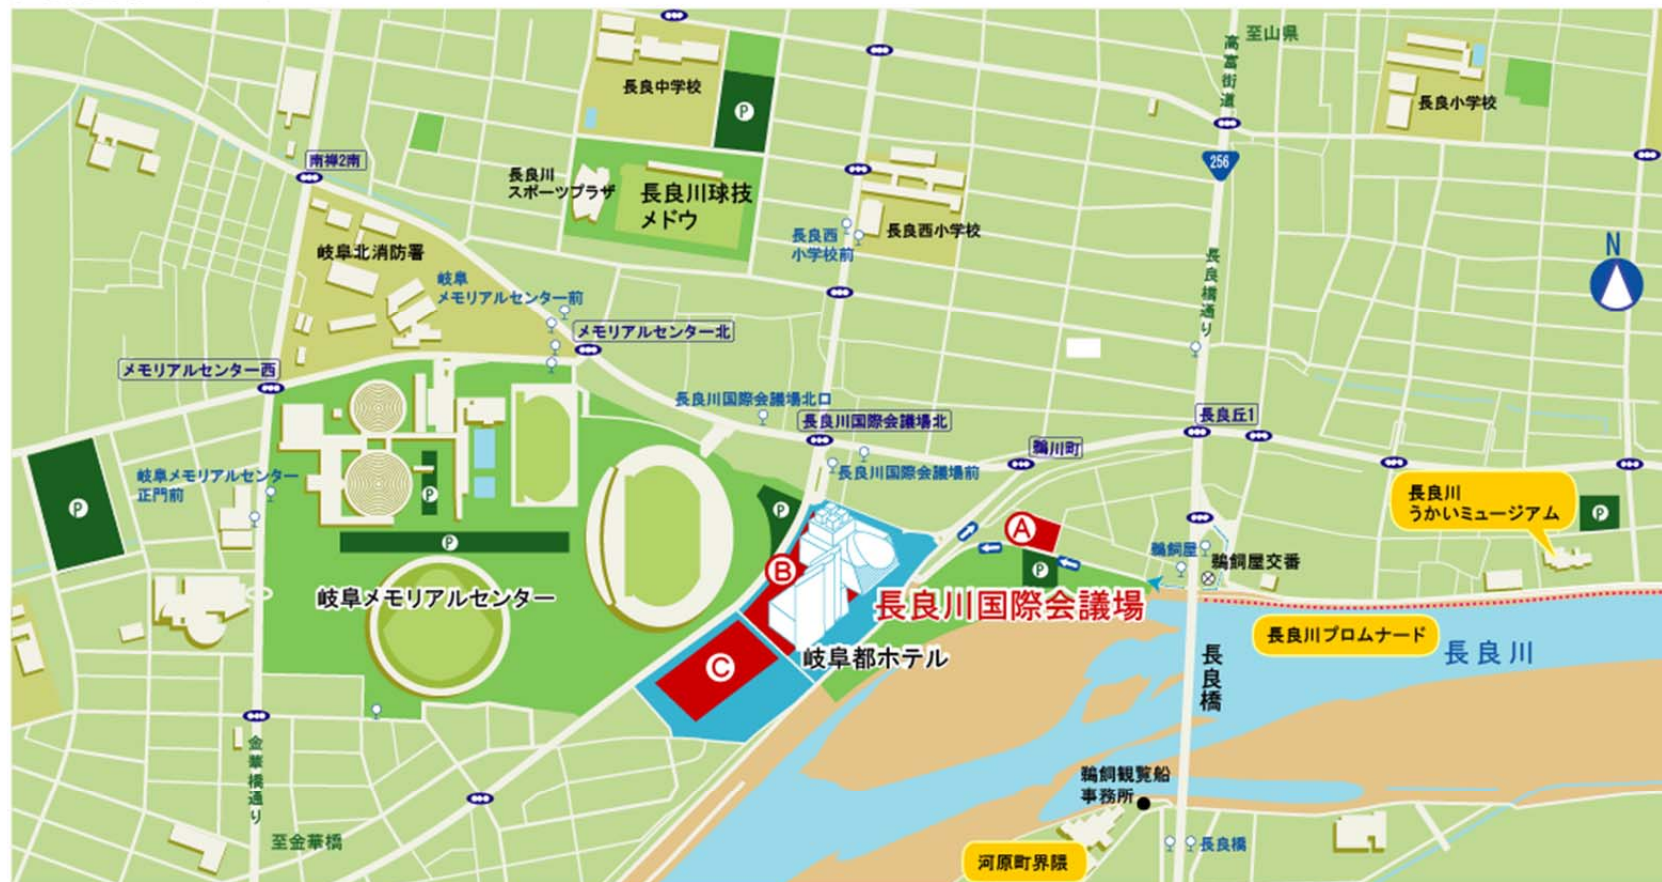 至山県
高富街道
長良中学校
P
長良小学校
256
南禅2南
長良川
スポーツプラザ
長良川球技
メドウ
長良西
小学校前
長良西小学校
岐阜北消防署
岐阜
メモリアルセンター前
長良橋通り
N
メモリアルセンター北
メモリアルセンター西
長良川国際会議場北口
長良川国際会議場北
長良丘1
鵜川町
岐阜メモリアルセンター
正門前
長良川国際会議場前
長良川
うかいミュージアム
P
P
P
P
P
P
A
B
C
鵜飼屋
鵜飼屋交番
岐阜メモリアルセンター
長良川国際会議場
岐阜都ホテル
長良川プロムナード
長良川
長良橋
金華橋通り
至金華橋
鵜飼観覧船
事務所
長良橋
河原町界隈